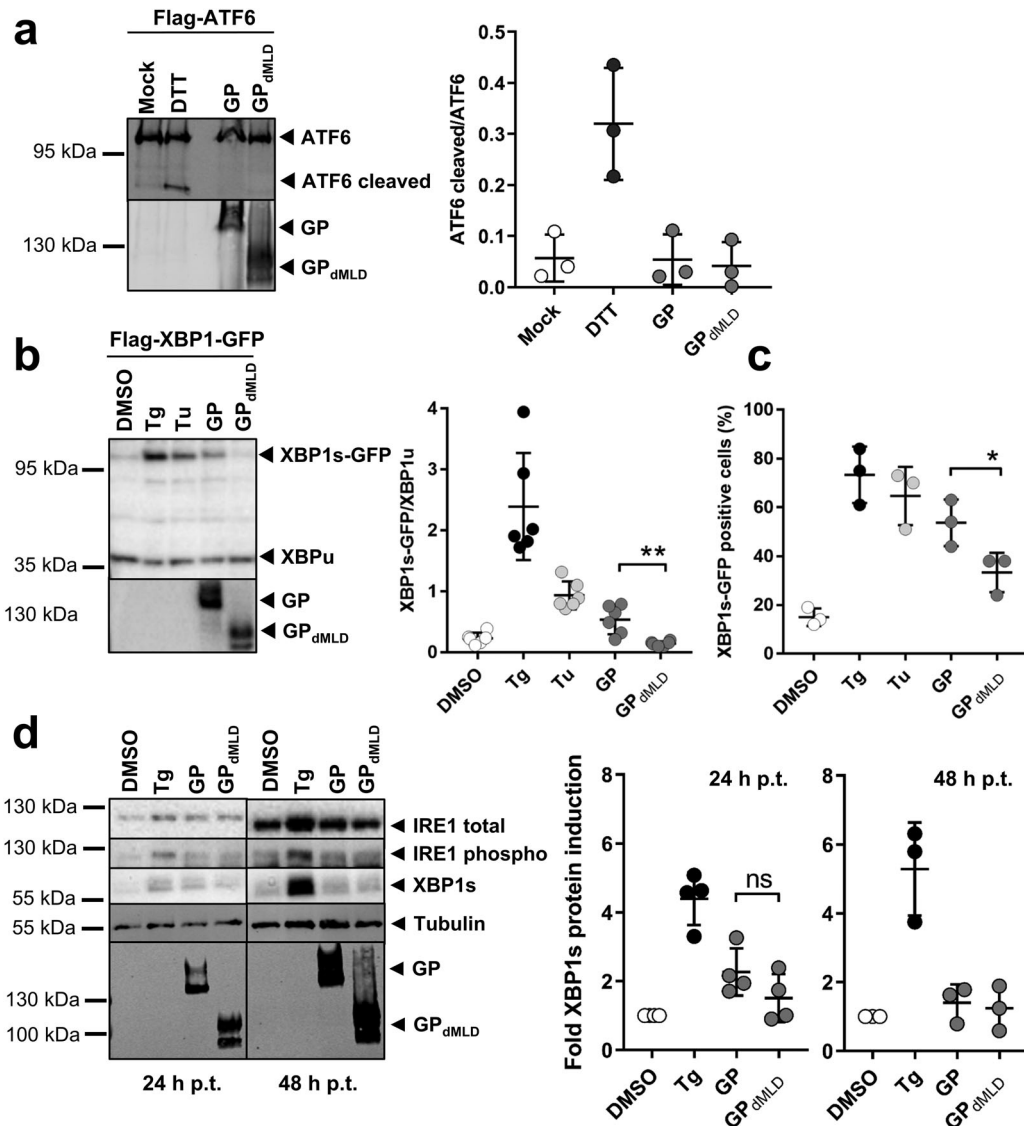 a
Flag-ATF6
Mock
DTT
GP
GPdMLD
95 kDa
ATF6
ATF6 cleaved
130 kDa
GP
GPdMLD
ATF6 cleaved/ATF6
0.5
0.4
0.3
0.2
0.1
0.0
Mock
DTT
GP
GPdMLD
b
Flag-XBP1-GFP
DMSO
Tg
Tu
GP
GPdMLD
95 kDa
XBP1s-GFP
35 kDa
XBPu
130 kDa
GP
GPdMLD
XBP1s-GFP/XBP1u
4
3
2
1
0
**
DMSO
Tg
Tu
GP
GPdMLD
c
XBP1s-GFP positive cells (%)
100
80
60
40
20
0
*
DMSO
Tg
Tu
GP
GPdMLD
d
DMSO
Tg
GP
GPdMLD
DMSO
Tg
GP
GPdMLD
130 kDa
IRE1 total
130 kDa
IRE1 phospho
55 kDa
XBP1s
55 kDa
Tubulin
GP
130 kDa
100 kDa
GPdMLD
24 h p.t.
48 h p.t.
Fold XBP1s protein induction
24 h p.t.
8
6
4
2
0
ns
DMSO
Tg
GP
GPdMLD
48 h p.t.
8
6
4
2
0
DMSO
Tg
GP
GPdMLD